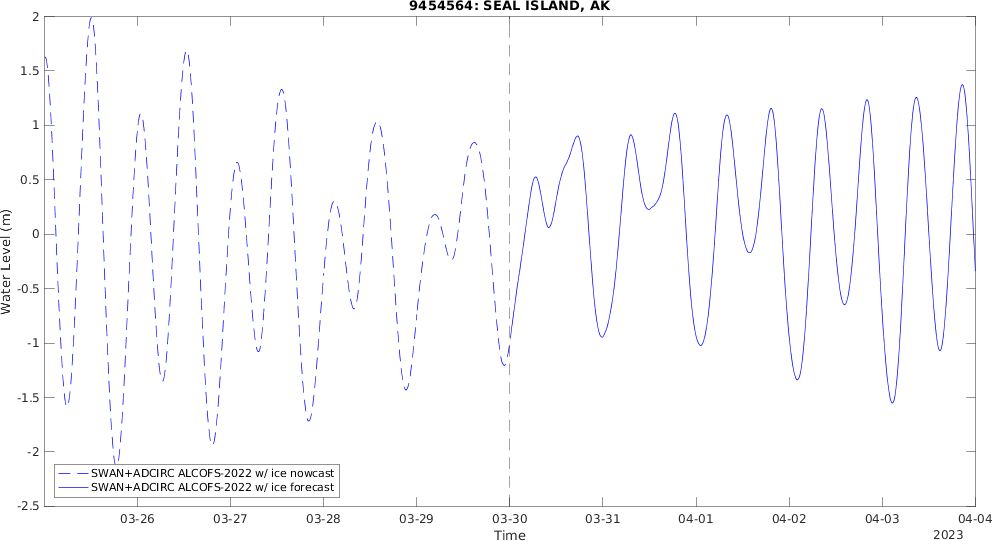 9454564: SEAL ISLAND, AK
2
1.5
1
0.5
0
-0.5
-1
-1.5
-2
-2.5
Water Level (m)
SWAN+ADCIRC ALCOFS-2022 w/ ice nowcast
SWAN+ADCIRC ALCOFS-2022 w/ ice forecast
03-26 03-27 03-28 03-29 03-30 03-31 04-01 04-02 04-03 04-04
Time
2023